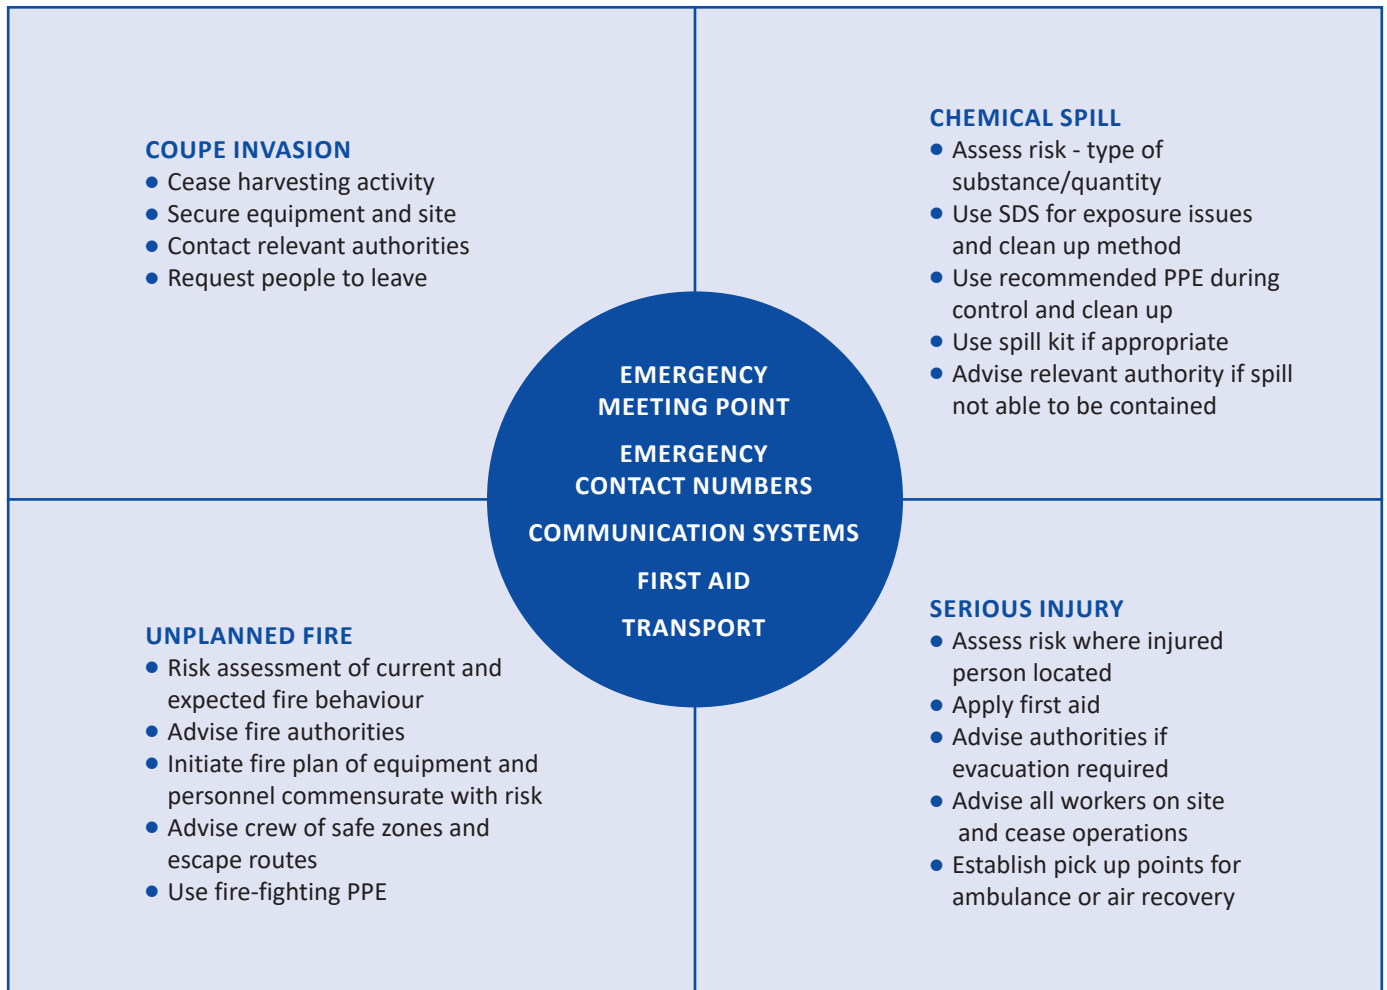 COUPE INVASION
• Cease harvesting activity
• Secure equipment and site
• Contact relevant authorities
• Request people to leave
CHEMICAL SPILL
• Assess risk - type of
substance/quantity
• Use SDS for exposure issues
and clean up method
• Use recommended PPE during
control and clean up
• Use spill kit if appropriate
• Advise relevant authority if spill
not able to be contained
EMERGENCY
MEETING POINT
EMERGENCY
CONTACT NUMBERS
COMMUNICATION SYSTEMS
FIRST AID
TRANSPORT
UNPLANNED FIRE
• Risk assessment of current and
expected fire behaviour
• Advise fire authorities
• Initiate fire plan of equipment and
personnel commensurate with risk
• Advise crew of safe zones and
escape routes
• Use fire-fighting PPE
SERIOUS INJURY
• Assess risk where injured
person located
• Apply first aid
• Advise authorities if
evacuation required
• Advise all workers on site
and cease operations
• Establish pick up points for
ambulance or air recovery